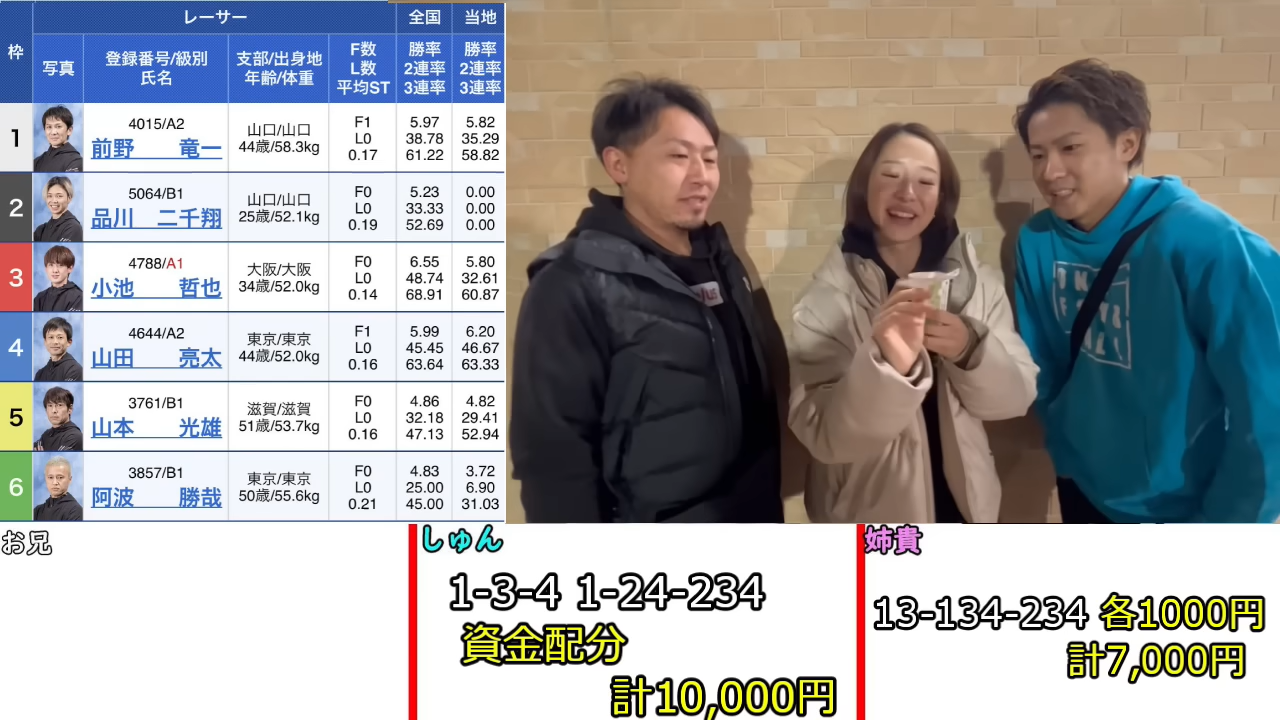 枠 レーサー 全国 当地
写真 登録番号/級別 氏名 支部/出身地 年齢/体重 F数 L数 平均ST 勝率 2連率 3連率 勝率 2連率 3連率
1 4015/A2 前野 竜一 山口/山口 44歳/58.3kg F1 L0 0.17 5.97 38.78 61.22 5.82 35.29 58.82
2 5064/B1 品川 二千翔 山口/山口 25歳/52.1kg F0 L0 0.19 5.23 33.33 52.69 0.00 0.00 0.00
3 4788/A1 小池 哲也 大阪/大阪 34歳/52.0kg F0 L0 0.14 6.55 48.74 68.91 5.80 32.61 60.87
4 4644/A2 山田 亮太 東京/東京 44歳/52.0kg F1 L0 0.16 5.99 45.45 63.64 6.20 46.67 63.33
5 3761/B1 山本 光雄 滋賀/滋賀 51歳/53.7kg F0 L0 0.16 4.86 32.18 47.13 4.82 29.41 52.94
6 3857/B1 阿波 勝哉 東京/東京 50歳/55.6kg F0 L0 0.21 4.83 25.00 45.00 3.72 6.90 31.03
お兄
しゅん
1-3-4 1-24-234
資金配分
計10,000円
姉貴
13-134-234 各1000円
計7,000円